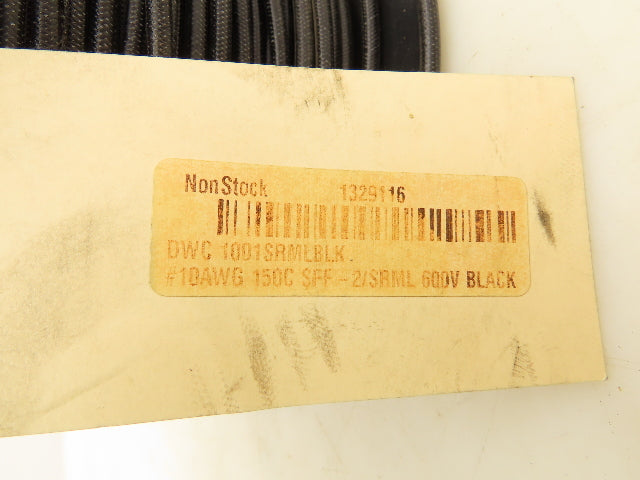 NonStock 1329116
DWC 1001SRMLBLK.
#10AWG 150C SFF-2/SRML 600V BLACK